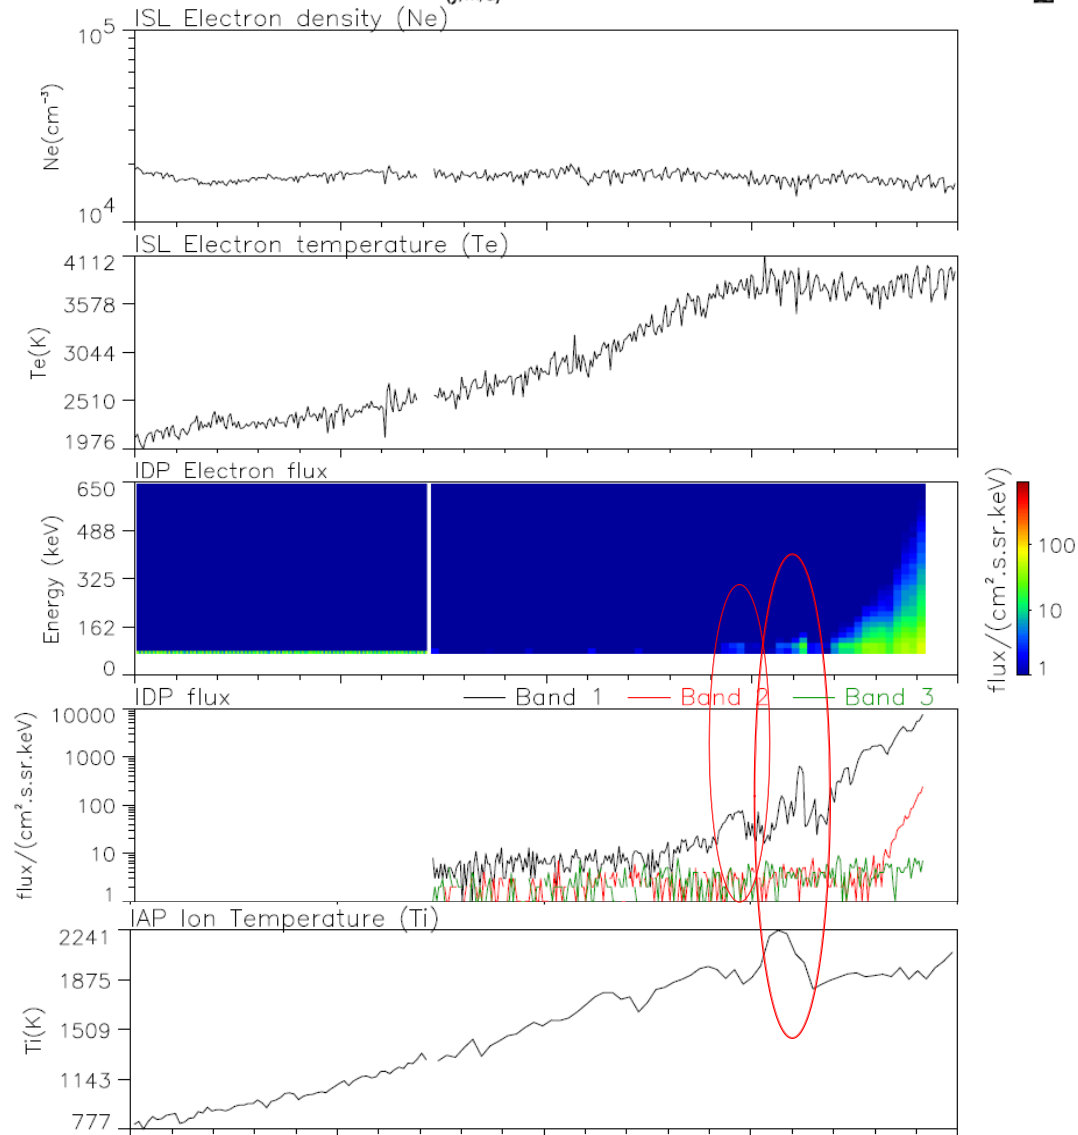 ISL Electron density (Ne)
10⁵
Ne(cm⁻³)
10⁴
ISL Electron temperature (Te)
4112
3578
3044
2510
1976
Te(K)
IDP Electron flux
650
488
325
162
0
Energy (keV)
100
10
1
flux/(cm².s.sr.keV)
IDP flux
Band 1
Band 2
Band 3
10000
1000
100
10
1
flux/(cm².s.sr.keV)
IAP Ion Temperature (Ti)
2241
1875
1509
1143
777
Ti(K)